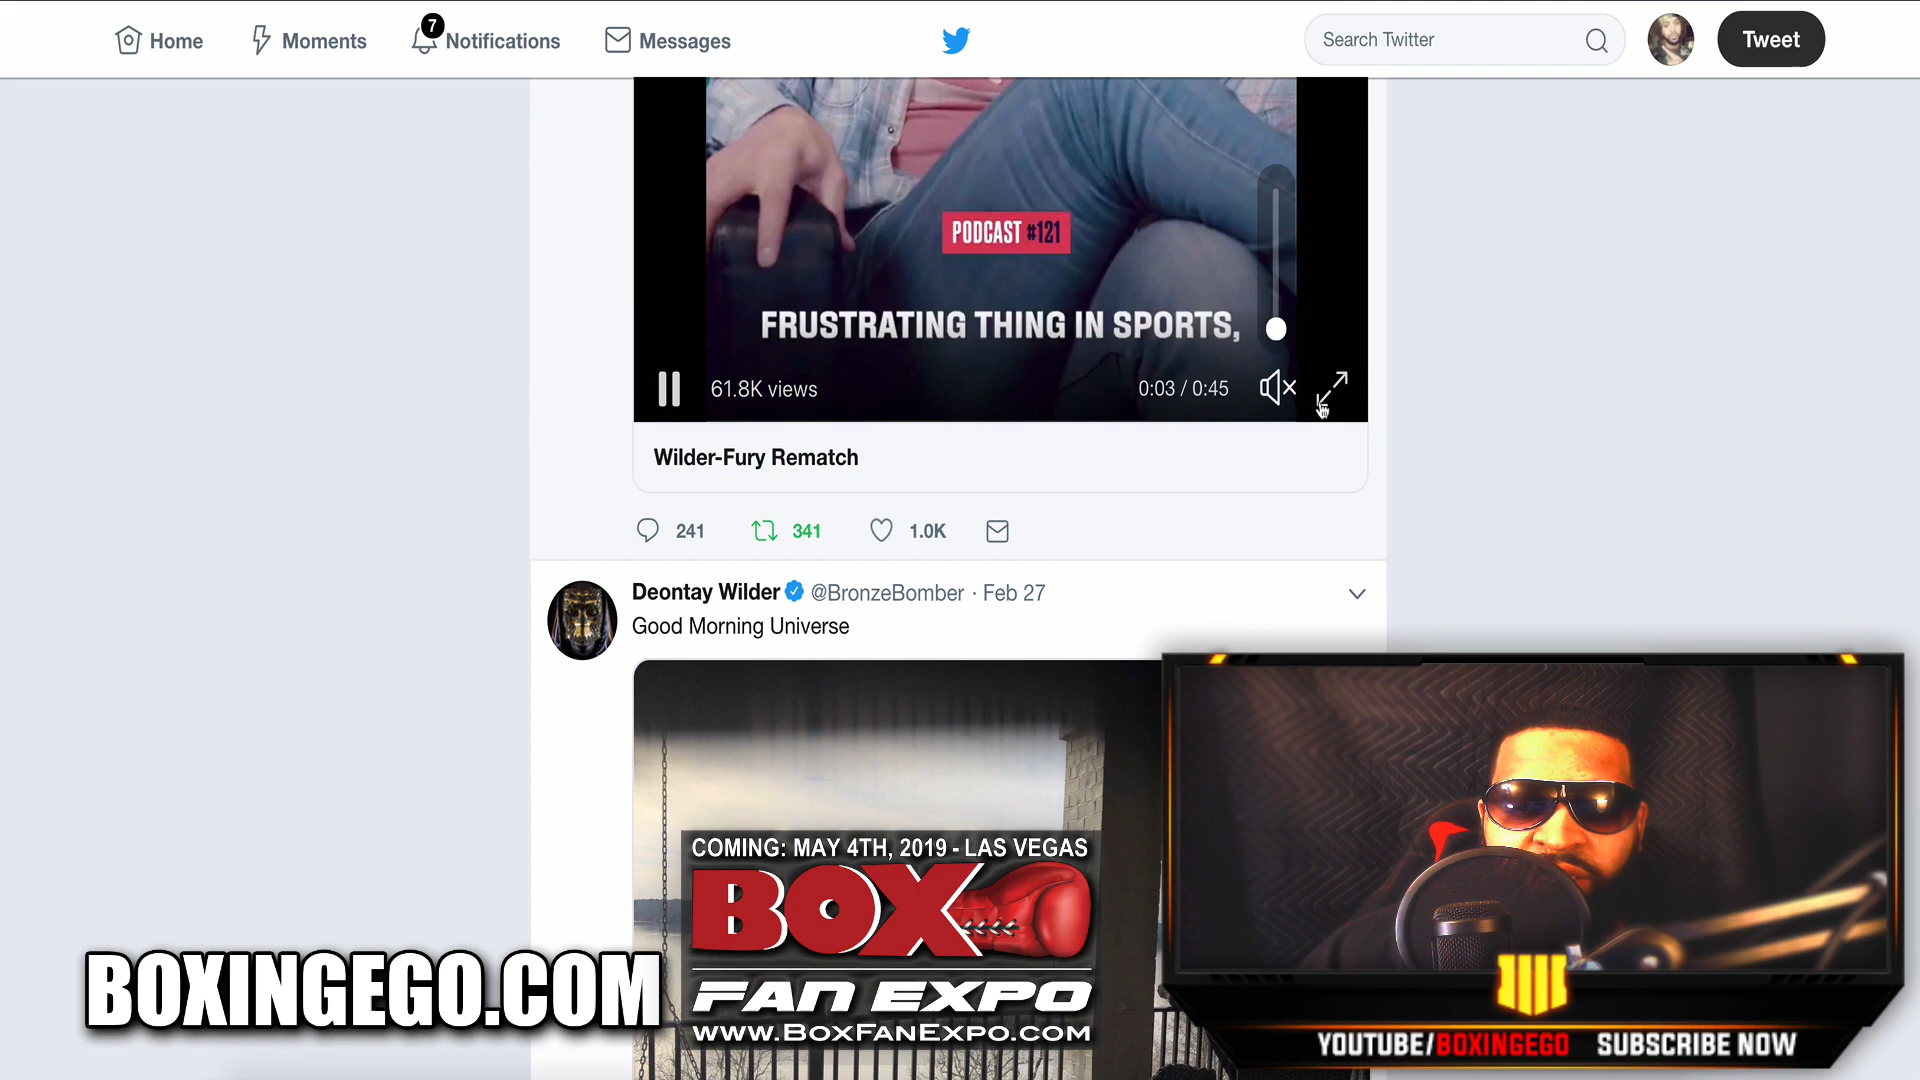 Home
Moments
7
Notifications
Messages
Search Twitter
Tweet
PODCAST #121
FRUSTRATING THING IN SPORTS,
61.8K views
0:03 / 0:45
Wilder-Fury Rematch
241
341
1.0K
Deontay Wilder @BronzeBomber · Feb 27
Good Morning Universe
COMING: MAY 4TH, 2019 - LAS VEGAS
BOX
FAN EXPO
WWW.BOXFANEXPO.COM
BOXINGEGO.COM
YOUTUBE/BOXINGEGO SUBSCRIBE NOW